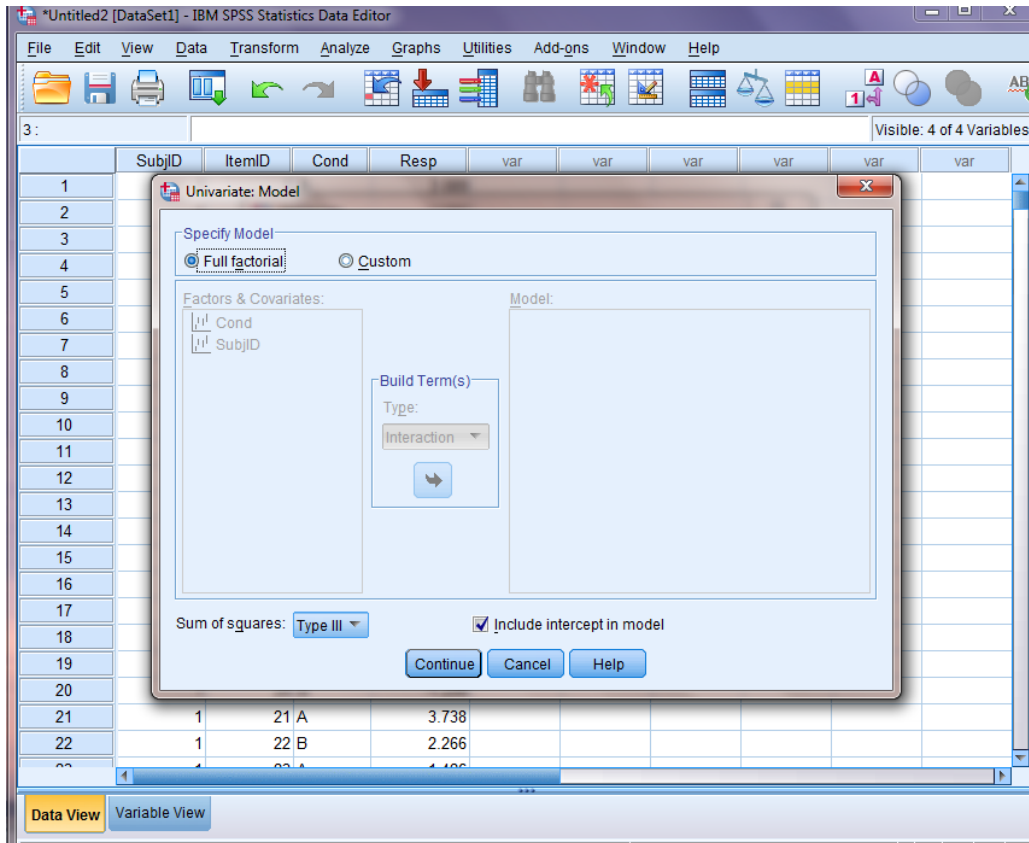 *Untitled2 [DataSet1] - IBM SPSS Statistics Data Editor
File Edit View Data Transform Analyze Graphs Utilities Add-ons Window Help
A
1
AB
3 :
Visible: 4 of 4 Variables
SubjID ItemID Cond Resp var var var var var var
1
2
3
4
5
6
7
8
9
10
11
12
13
14
15
16
17
18
19
20
Univariate: Model
Specify Model
Full factorial Custom
Factors & Covariates: Model:
Cond
SubjID
Build Term(s)
Type:
Interaction
Sum of squares: Type III Include intercept in model
Continue Cancel Help
21 1 21 A 3.738
22 1 22 B 2.266
Data View Variable View